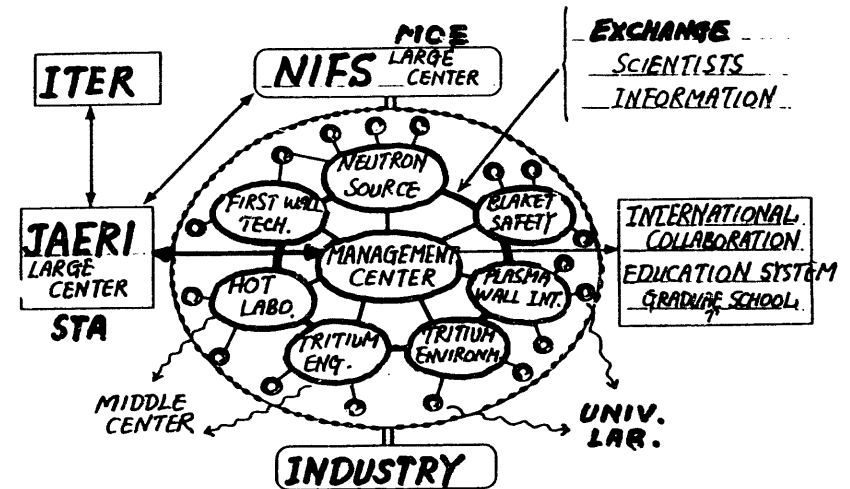 MOE
NIFS LARGE
CENTER
ITER
EXCHANGE
SCIENTISTS
INFORMATION
NEUTRON
SOURCE
FIRST WALL
TECH.
BLAKET
SAFETY
JAERI
LARGE
CENTER
STA
MANAGEMENT
CENTER
INTERNATIONAL
COLLABORATION
EDUCATION SYSTEM
GRADUAE SCHOOL
HOT
LABO.
PLASMA
WALL INT.
TRITIUM
ENG.
TRITIUM
ENVIRONM.
MIDDLE
CENTER
UNIV.
LAB.
INDUSTRY